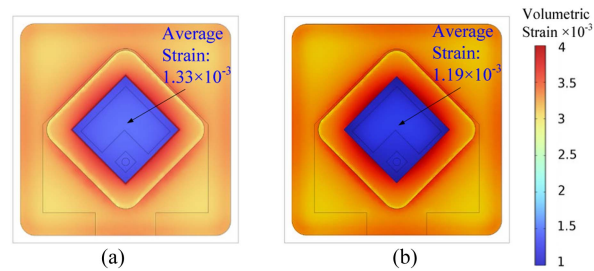 Average
Strain:
1.33×10⁻³
(a)
Average
Strain:
1.19×10⁻³
(b)
Volumetric
Strain ×10⁻³
4
3.5
3
2.5
2
1.5
1